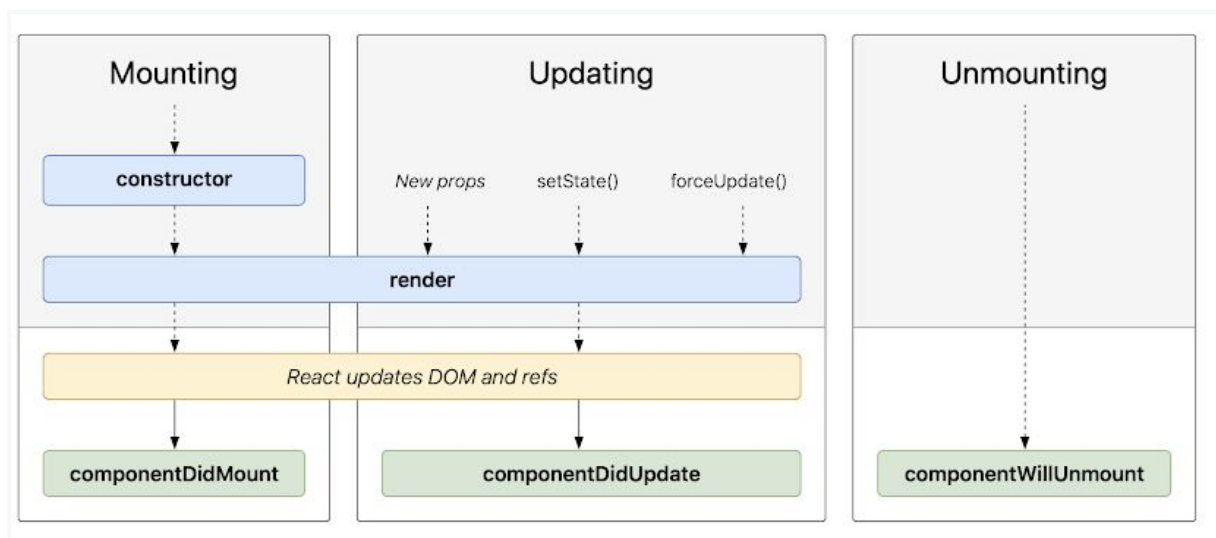 Mounting
Updating
Unmounting
constructor
New props
setState()
forceUpdate()
render
React updates DOM and refs
componentDidMount
componentDidUpdate
componentWillUnmount